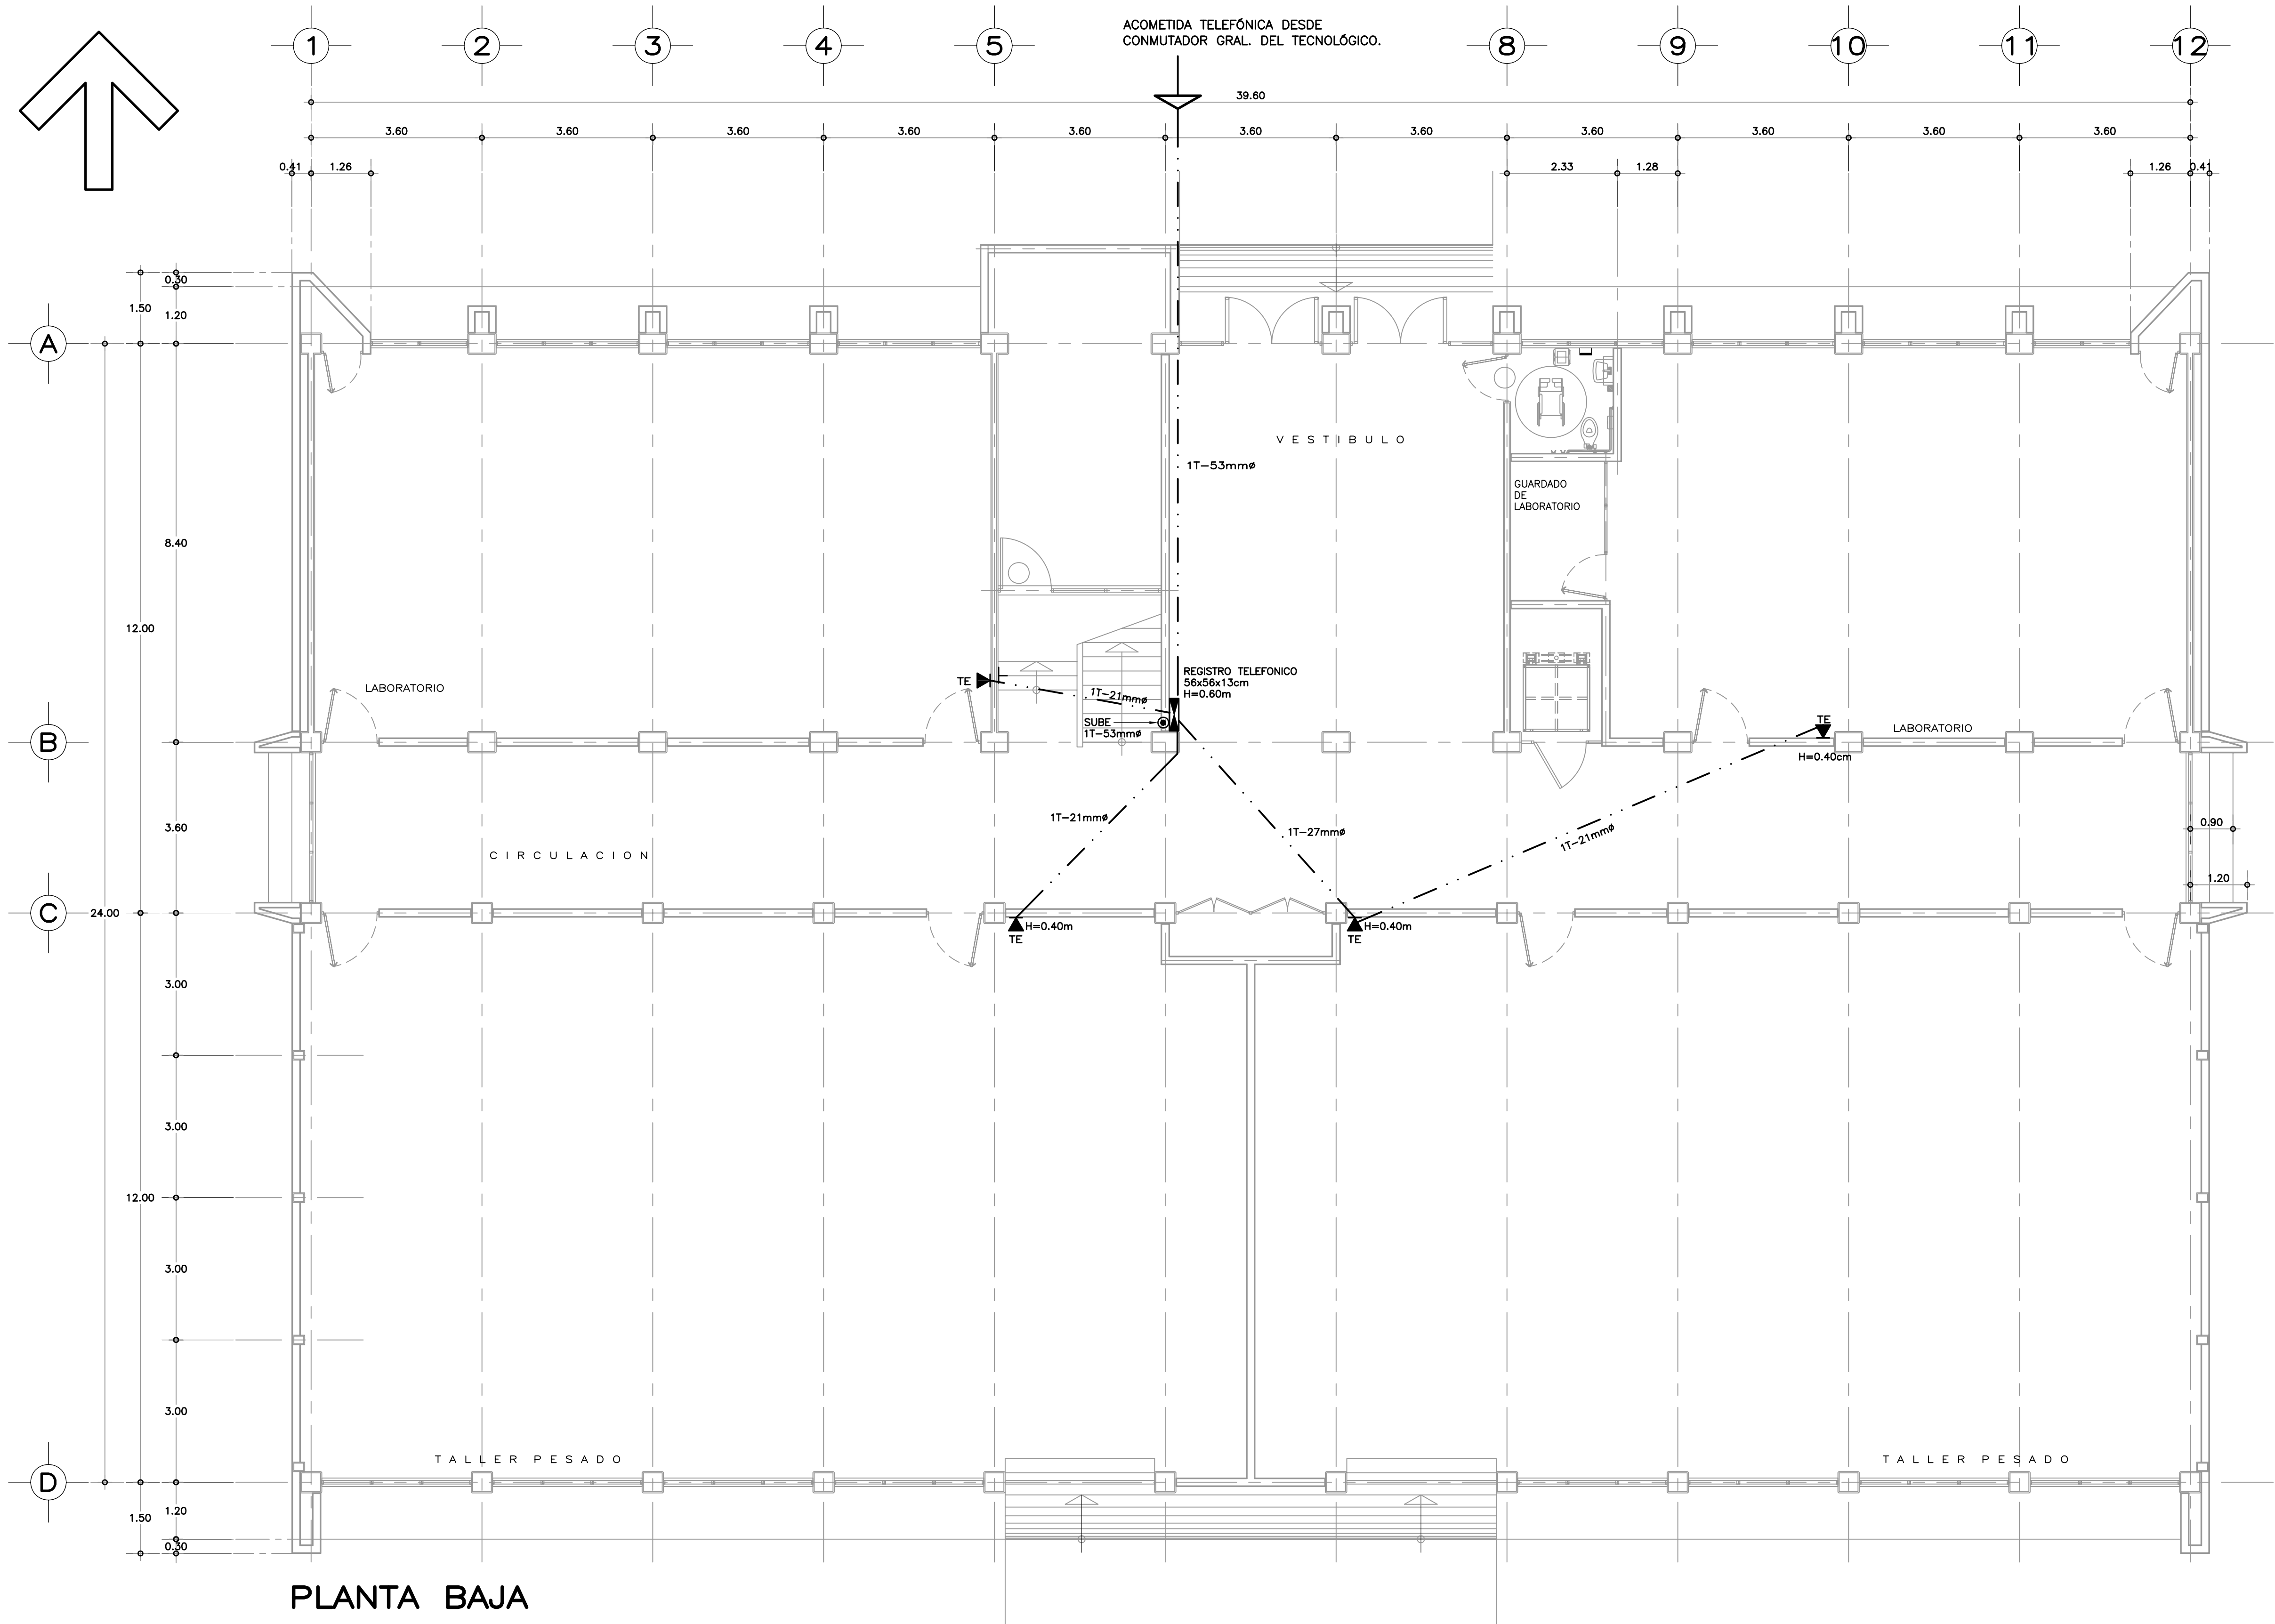 ACOMETIDA TELEFÓNICA DESDE
CONMUTADOR GRAL. DEL TECNOLÓGICO.
1 2 3 4 5 8 9 10 11 12
39.60
3.60 3.60 3.60 3.60 3.60 3.60 3.60 3.60 3.60 3.60 3.60
0.41 1.26 2.33 1.28 1.26 0.41
0.30
1.50
1.20
A
VESTIBULO
1T-53mmø
GUARDADO
DE
LABORATORIO
8.40
12.00
REGISTRO TELEFONICO
56x56x13cm
H=0.60m
TE
LABORATORIO
1T-21mmø
SUBE
1T-53mmø
TE
LABORATORIO
B
H=0.40cm
1T-21mmø
3.60
1T-27mmø
0.90
1T-21mmø
CIRCULACION
1.20
C
24.00
H=0.40m
TE
H=0.40m
TE
3.00
3.00
12.00
3.00
3.00
TALLER PESADO
TALLER PESADO
D
1.20
1.50
0.30
PLANTA BAJA